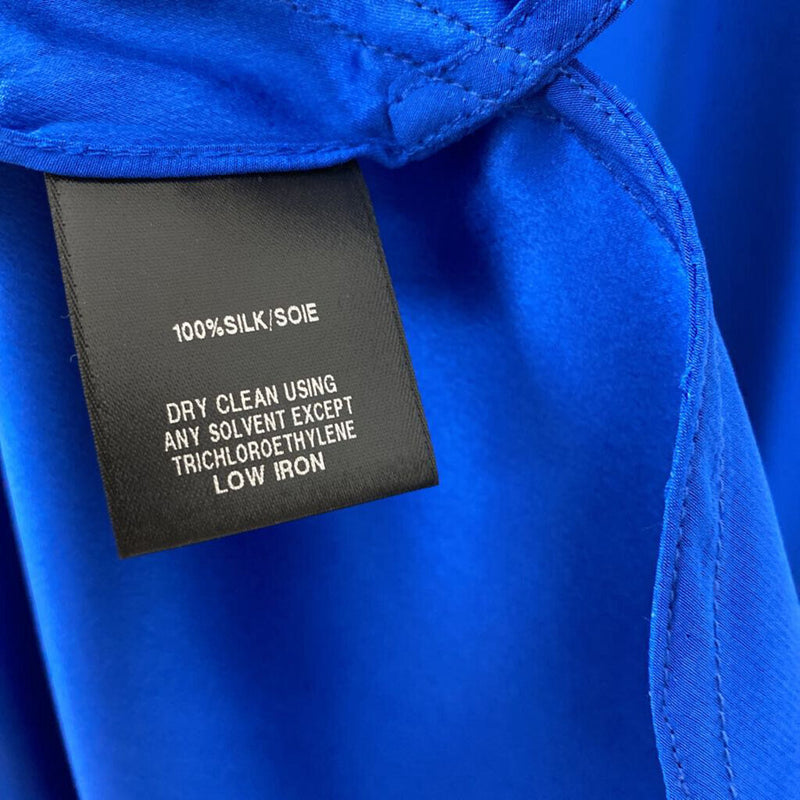 100%SILK/SOIE
DRY CLEAN USING
ANY SOLVENT EXCEPT
TRICHLOROETHYLENE
LOW IRON